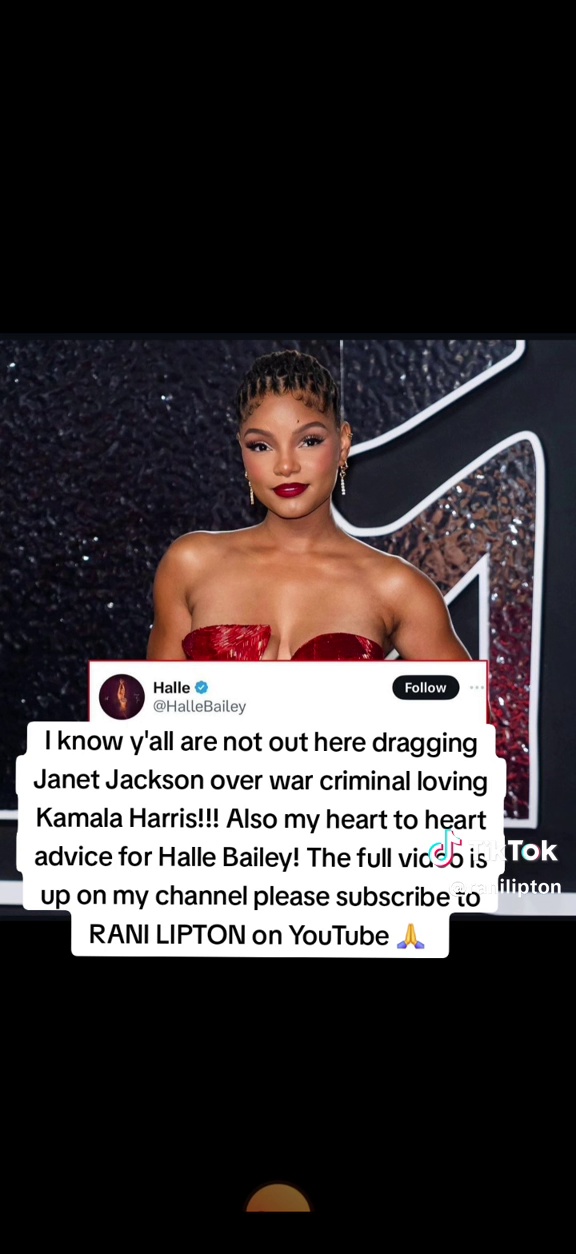 Halle
@HalleBailey
Follow
I know y'all are not out here dragging
Janet Jackson over war criminal loving
Kamala Harris!!! Also my heart to heart
advice for Halle Bailey! The full video is
up on my channel please subscribe to
RANI LIPTON on YouTube 🙏
TikTok
@ranilipton